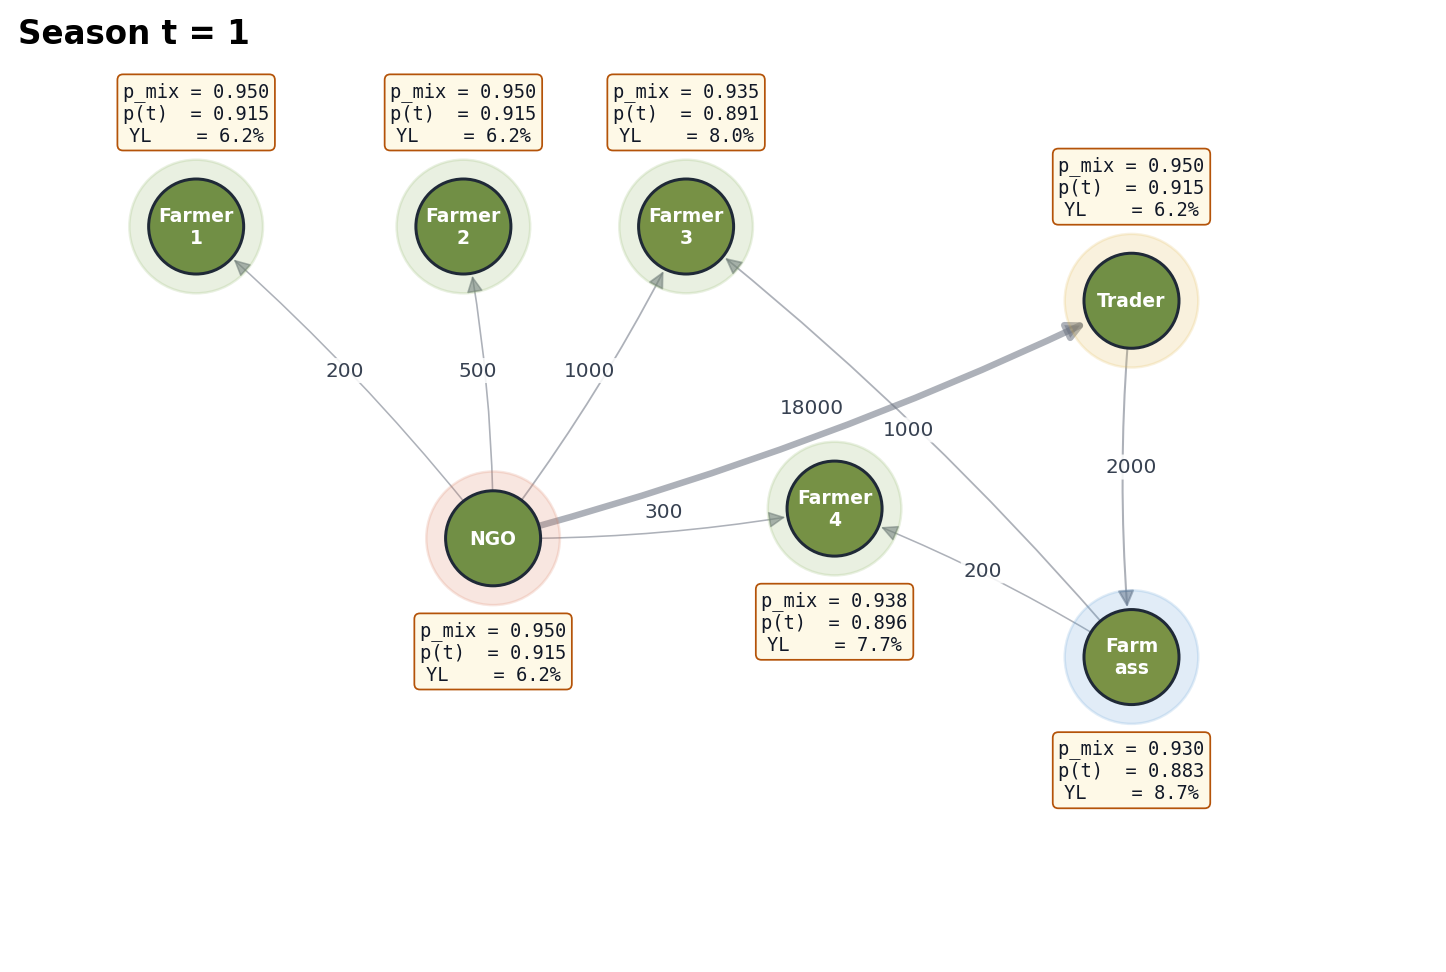 Season t = 1
p_mix = 0.950
p(t) = 0.915
YL = 6.2%
p_mix = 0.950
p(t) = 0.915
YL = 6.2%
p_mix = 0.935
p(t) = 0.891
YL = 8.0%
p_mix = 0.950
p(t) = 0.915
YL = 6.2%
Farmer
1
Farmer
2
Farmer
3
Trader
200
500
1000
18000
1000
2000
Farmer
4
300
NGO
200
p_mix = 0.950
p(t) = 0.915
YL = 6.2%
p_mix = 0.938
p(t) = 0.896
YL = 7.7%
Farm
ass
p_mix = 0.930
p(t) = 0.883
YL = 8.7%